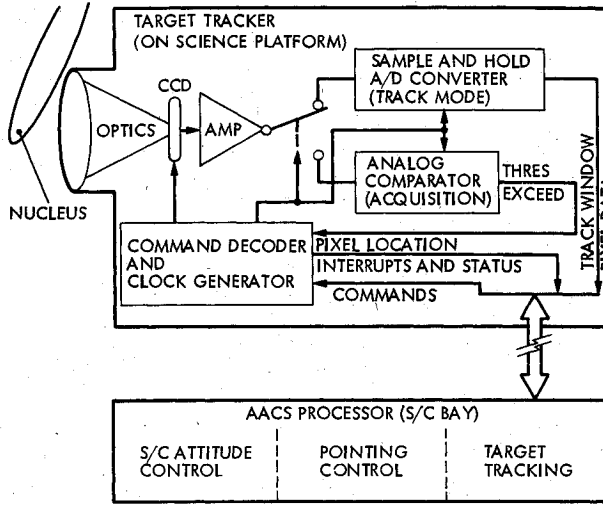 TARGET TRACKER
(ON SCIENCE PLATFORM)
CCD
OPTICS
AMP
NUCLEUS
SAMPLE AND HOLD
A/D CONVERTER
(TRACK MODE)
ANALOG
COMPARATOR
(ACQUISITION)
THRES
EXCEED
TRACK WINDOW
COMMAND DECODER
AND
CLOCK GENERATOR
PIXEL LOCATION
INTERRUPTS AND STATUS
COMMANDS
AACS PROCESSOR (S/C BAY)
S/C ATTITUDE
CONTROL
POINTING
CONTROL
TARGET
TRACKING